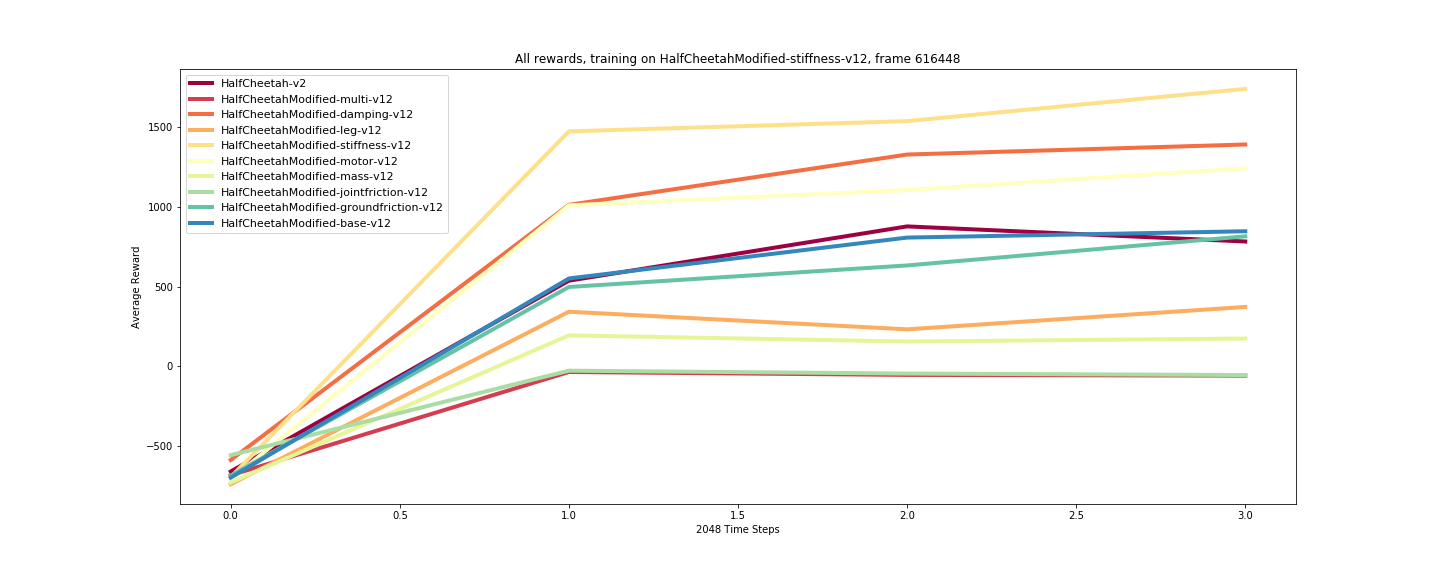 All rewards, training on HalfCheetahModified-stiffness-v12, frame 616448
HalfCheetah-v2
HalfCheetahModified-multi-v12
HalfCheetahModified-damping-v12
HalfCheetahModified-leg-v12
HalfCheetahModified-stiffness-v12
HalfCheetahModified-motor-v12
HalfCheetahModified-mass-v12
HalfCheetahModified-jointfriction-v12
HalfCheetahModified-groundfriction-v12
HalfCheetahModified-base-v12
1500
1000
500
0
−500
Average Reward
0.0 0.5 1.0 1.5 2.0 2.5 3.0
2048 Time Steps